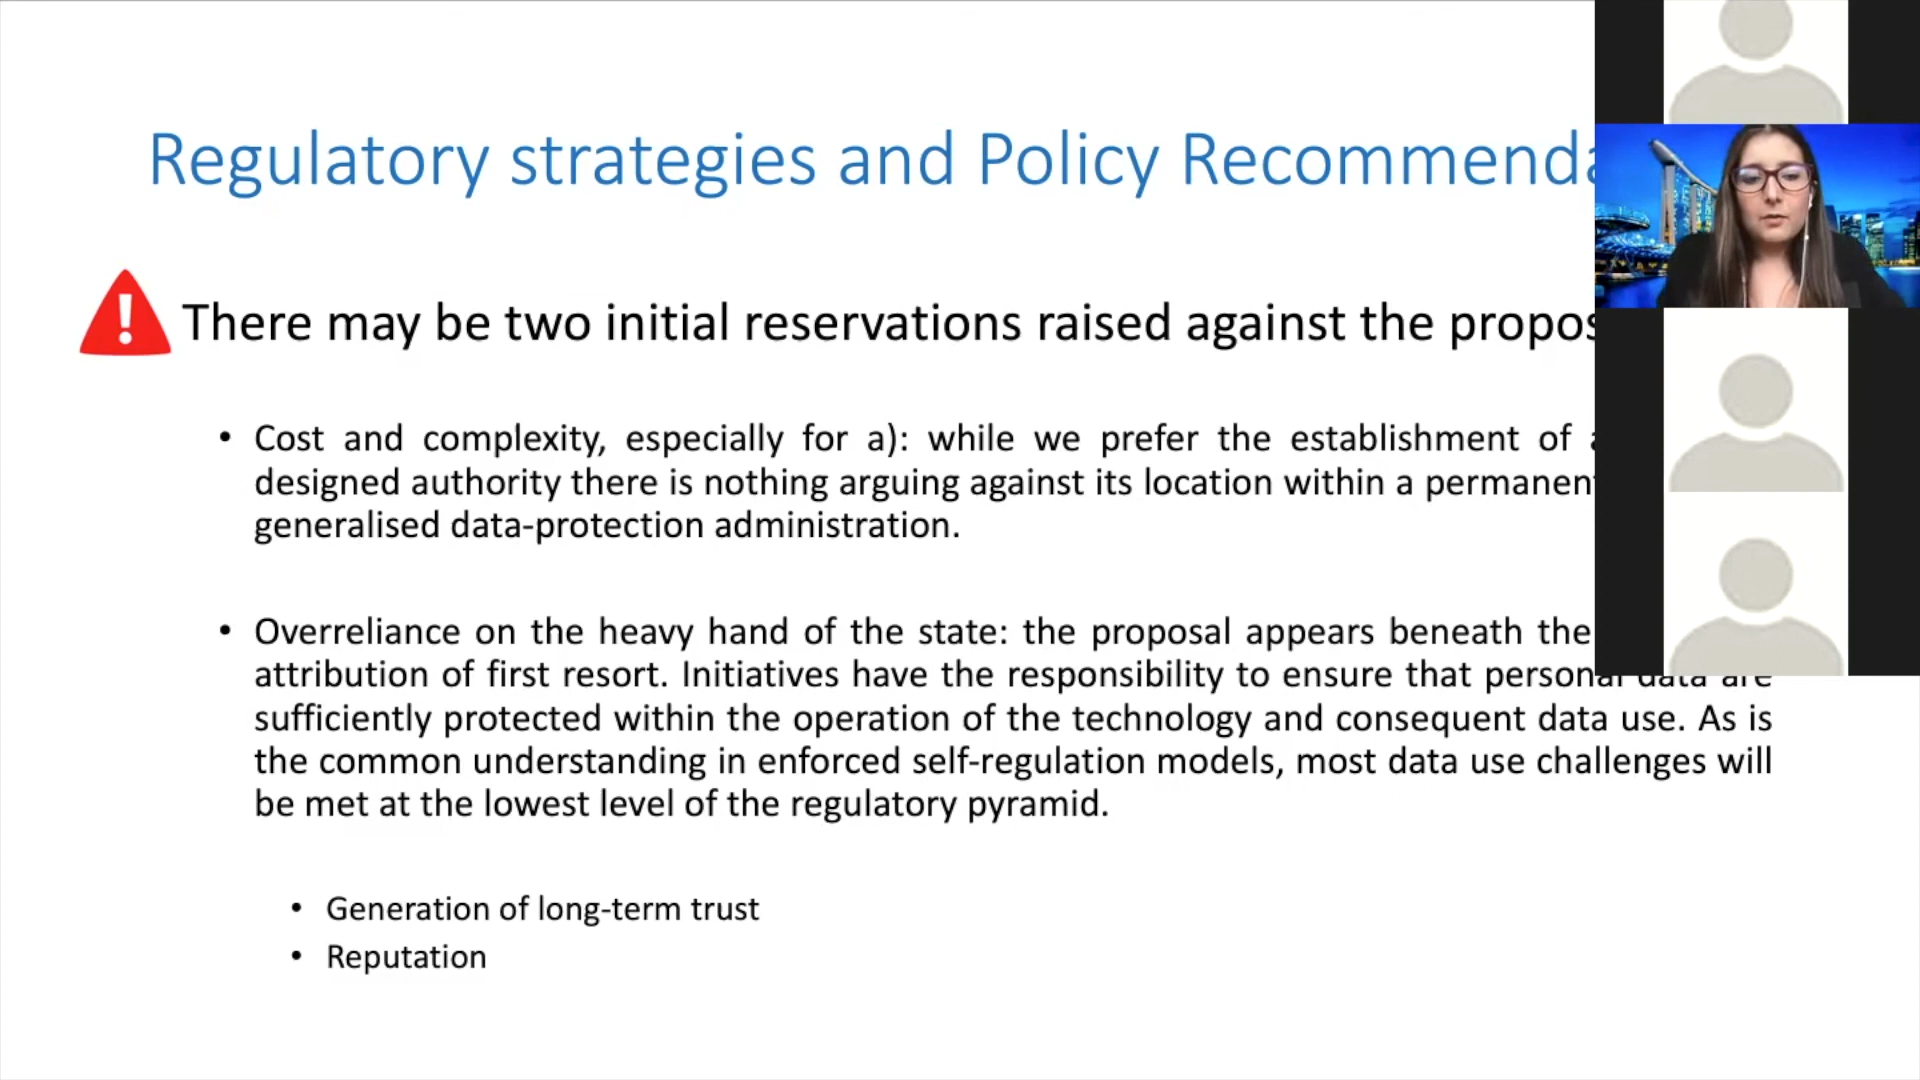 Regulatory strategies and Policy
There may be two initial reservations raised against the
• Cost and complexity, especially for a): while we prefer the establishment of
designed authority there is nothing arguing against its location within a
generalised data-protection administration.
• Overreliance on the heavy hand of the state: the proposal appears beneath the
attribution of first resort. Initiatives have the responsibility to ensure that personal data are
sufficiently protected within the operation of the technology and consequent data use. As is
the common understanding in enforced self-regulation models, most data use challenges will
be met at the lowest level of the regulatory pyramid.
• Generation of long-term trust
• Reputation